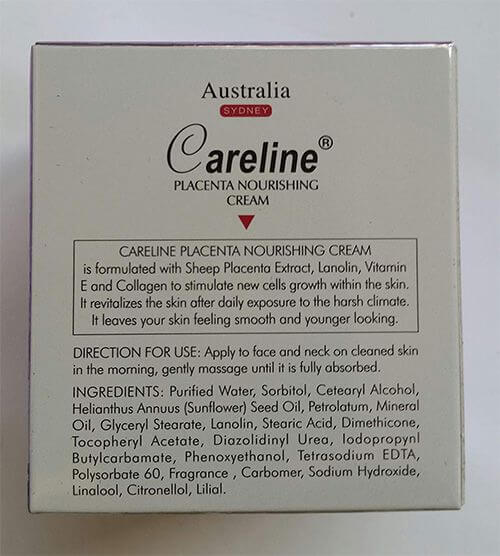 Australia
SYDNEY
Careline®
PLACENTA NOURISHING
CREAM
CARELINE PLACENTA NOURISHING CREAM
is formulated with Sheep Placenta Extract, Lanolin, Vitamin
E and Collagen to stimulate new cells growth within the skin.
It revitalizes the skin after daily exposure to the harsh climate.
It leaves your skin feeling smooth and younger looking.
DIRECTION FOR USE: Apply to face and neck on cleaned skin
in the morning, gently massage until it is fully absorbed.
INGREDIENTS: Purified Water, Sorbitol, Cetearyl Alcohol,
Helianthus Annuus (Sunflower) Seed Oil, Petrolatum, Mineral
Oil, Glyceryl Stearate, Lanolin, Stearic Acid, Dimethicone,
Tocopheryl Acetate, Diazolidinyl Urea, Iodopropynl
Butylcarbamate, Phenoxyethanol, Tetrasodium EDTA,
Polysorbate 60, Fragrance , Carbomer, Sodium Hydroxide,
Linalool, Citronellol, Lilial.